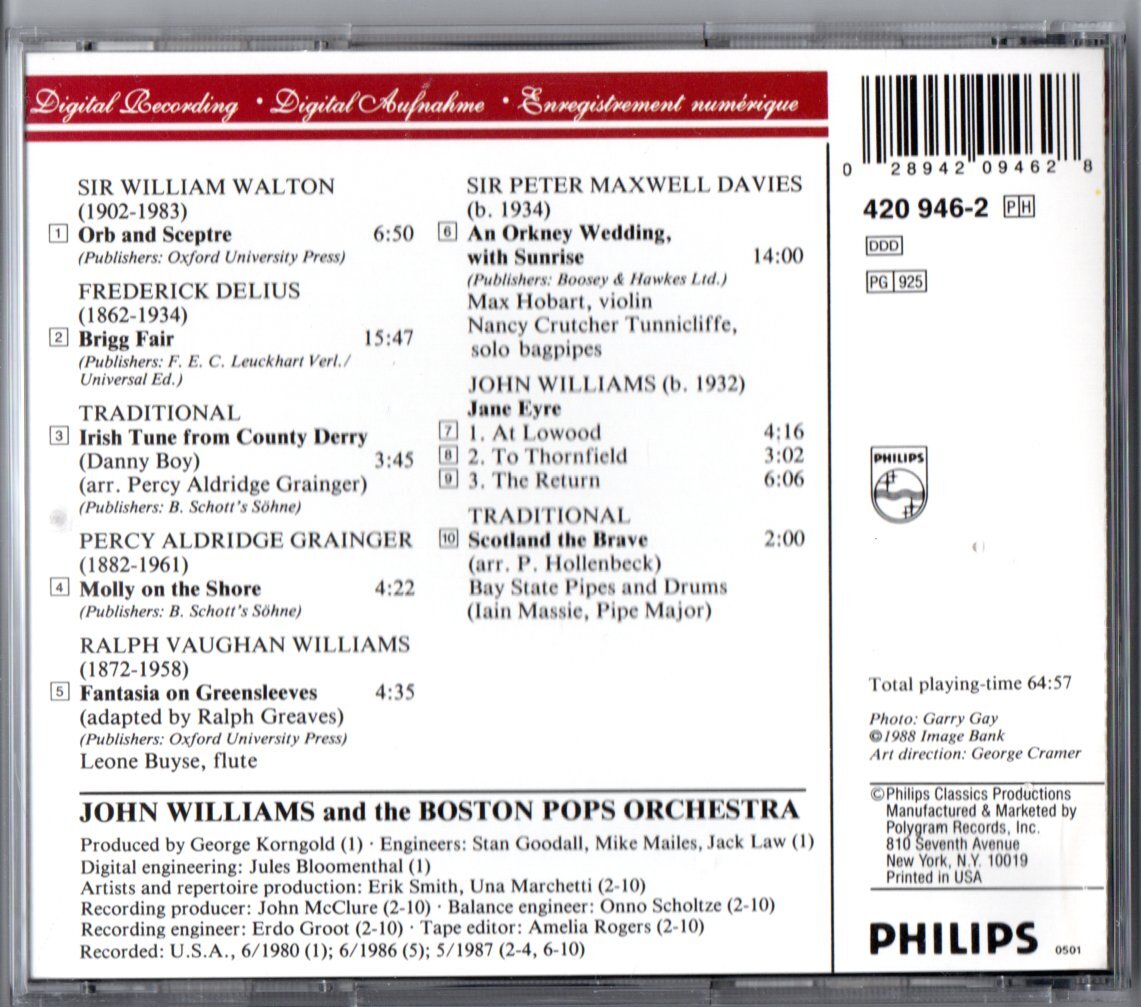 Digital Recording • Digital Aufnahme • Enregistrement numérique
SIR WILLIAM WALTON
(1902-1983)
1 Orb and Sceptre 6:50
(Publishers: Oxford University Press)
FREDERICK DELIUS
(1862-1934)
2 Brigg Fair 15:47
(Publishers: F. E. C. Leuckhart Verl./
Universal Ed.)
TRADITIONAL
3 Irish Tune from County Derry
(Danny Boy) 3:45
(arr. Percy Aldridge Grainger)
(Publishers: B. Schott's Söhne)
PERCY ALDRIDGE GRAINGER
(1882-1961)
4 Molly on the Shore 4:22
(Publishers: B. Schott's Söhne)
RALPH VAUGHAN WILLIAMS
(1872-1958)
5 Fantasia on Greensleeves 4:35
(adapted by Ralph Greaves)
(Publishers: Oxford University Press)
Leone Buyse, flute
SIR PETER MAXWELL DAVIES
(b. 1934)
6 An Orkney Wedding,
with Sunrise 14:00
(Publishers: Boosey & Hawkes Ltd.)
Max Hobart, violin
Nancy Crutcher Tunnicliffe,
solo bagpipes
JOHN WILLIAMS (b. 1932)
Jane Eyre
7 1. At Lowood 4:16
8 2. To Thornfield 3:02
9 3. The Return 6:06
TRADITIONAL
10 Scotland the Brave 2:00
(arr. P. Hollenbeck)
Bay State Pipes and Drums
(Iain Massie, Pipe Major)
JOHN WILLIAMS and the BOSTON POPS ORCHESTRA
Produced by George Korngold (1) · Engineers: Stan Goodall, Mike Mailes, Jack Law (1)
Digital engineering: Jules Bloomenthal (1)
Artists and repertoire production: Erik Smith, Una Marchetti (2-10)
Recording producer: John McClure (2-10) · Balance engineer: Onno Scholtze (2-10)
Recording engineer: Erdo Groot (2-10) · Tape editor: Amelia Rogers (2-10)
Recorded: U.S.A., 6/1980 (1); 6/1986 (5); 5/1987 (2-4, 6-10)
0 28942 09462 8
420 946-2 PH
DDD
PG 925
PHILIPS
Total playing-time 64:57
Photo: Garry Gay
©1988 Image Bank
Art direction: George Cramer
©Philips Classics Productions
Manufactured & Marketed by
Polygram Records, Inc.
810 Seventh Avenue
New York, N.Y. 10019
Printed in USA
PHILIPS 0501